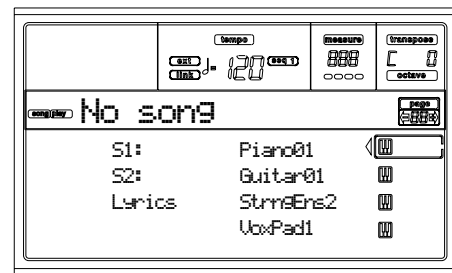 tempo measure transpose
ext link 120 seq 1 888 C 0
octave
song play No song page 88
S1: Piano01
S2: Guitar01
Lyrics StrngEns2
VoxPad1